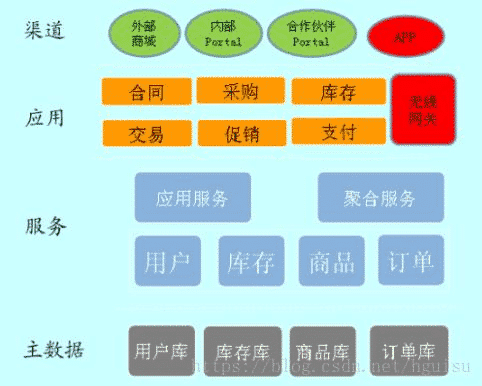 渠道
外部
商城
内部
Portal
合作伙伴
Portal
APP
应用
合同
采购
库存
无线
网关
交易
促销
支付
服务
应用服务
聚合服务
用户
库存
商品
订单
主数据
用户库
库存库
商品库
订单库
https://blog.csdn.net/hguisu